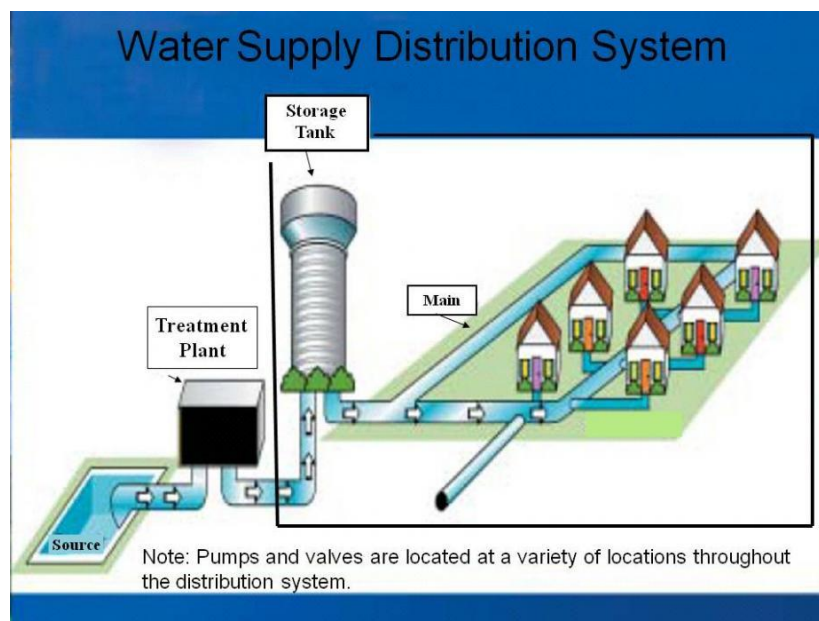 Water Supply Distribution System
Storage
Tank
Main
Treatment
Plant
Source
Note: Pumps and valves are located at a variety of locations throughout
the distribution system.